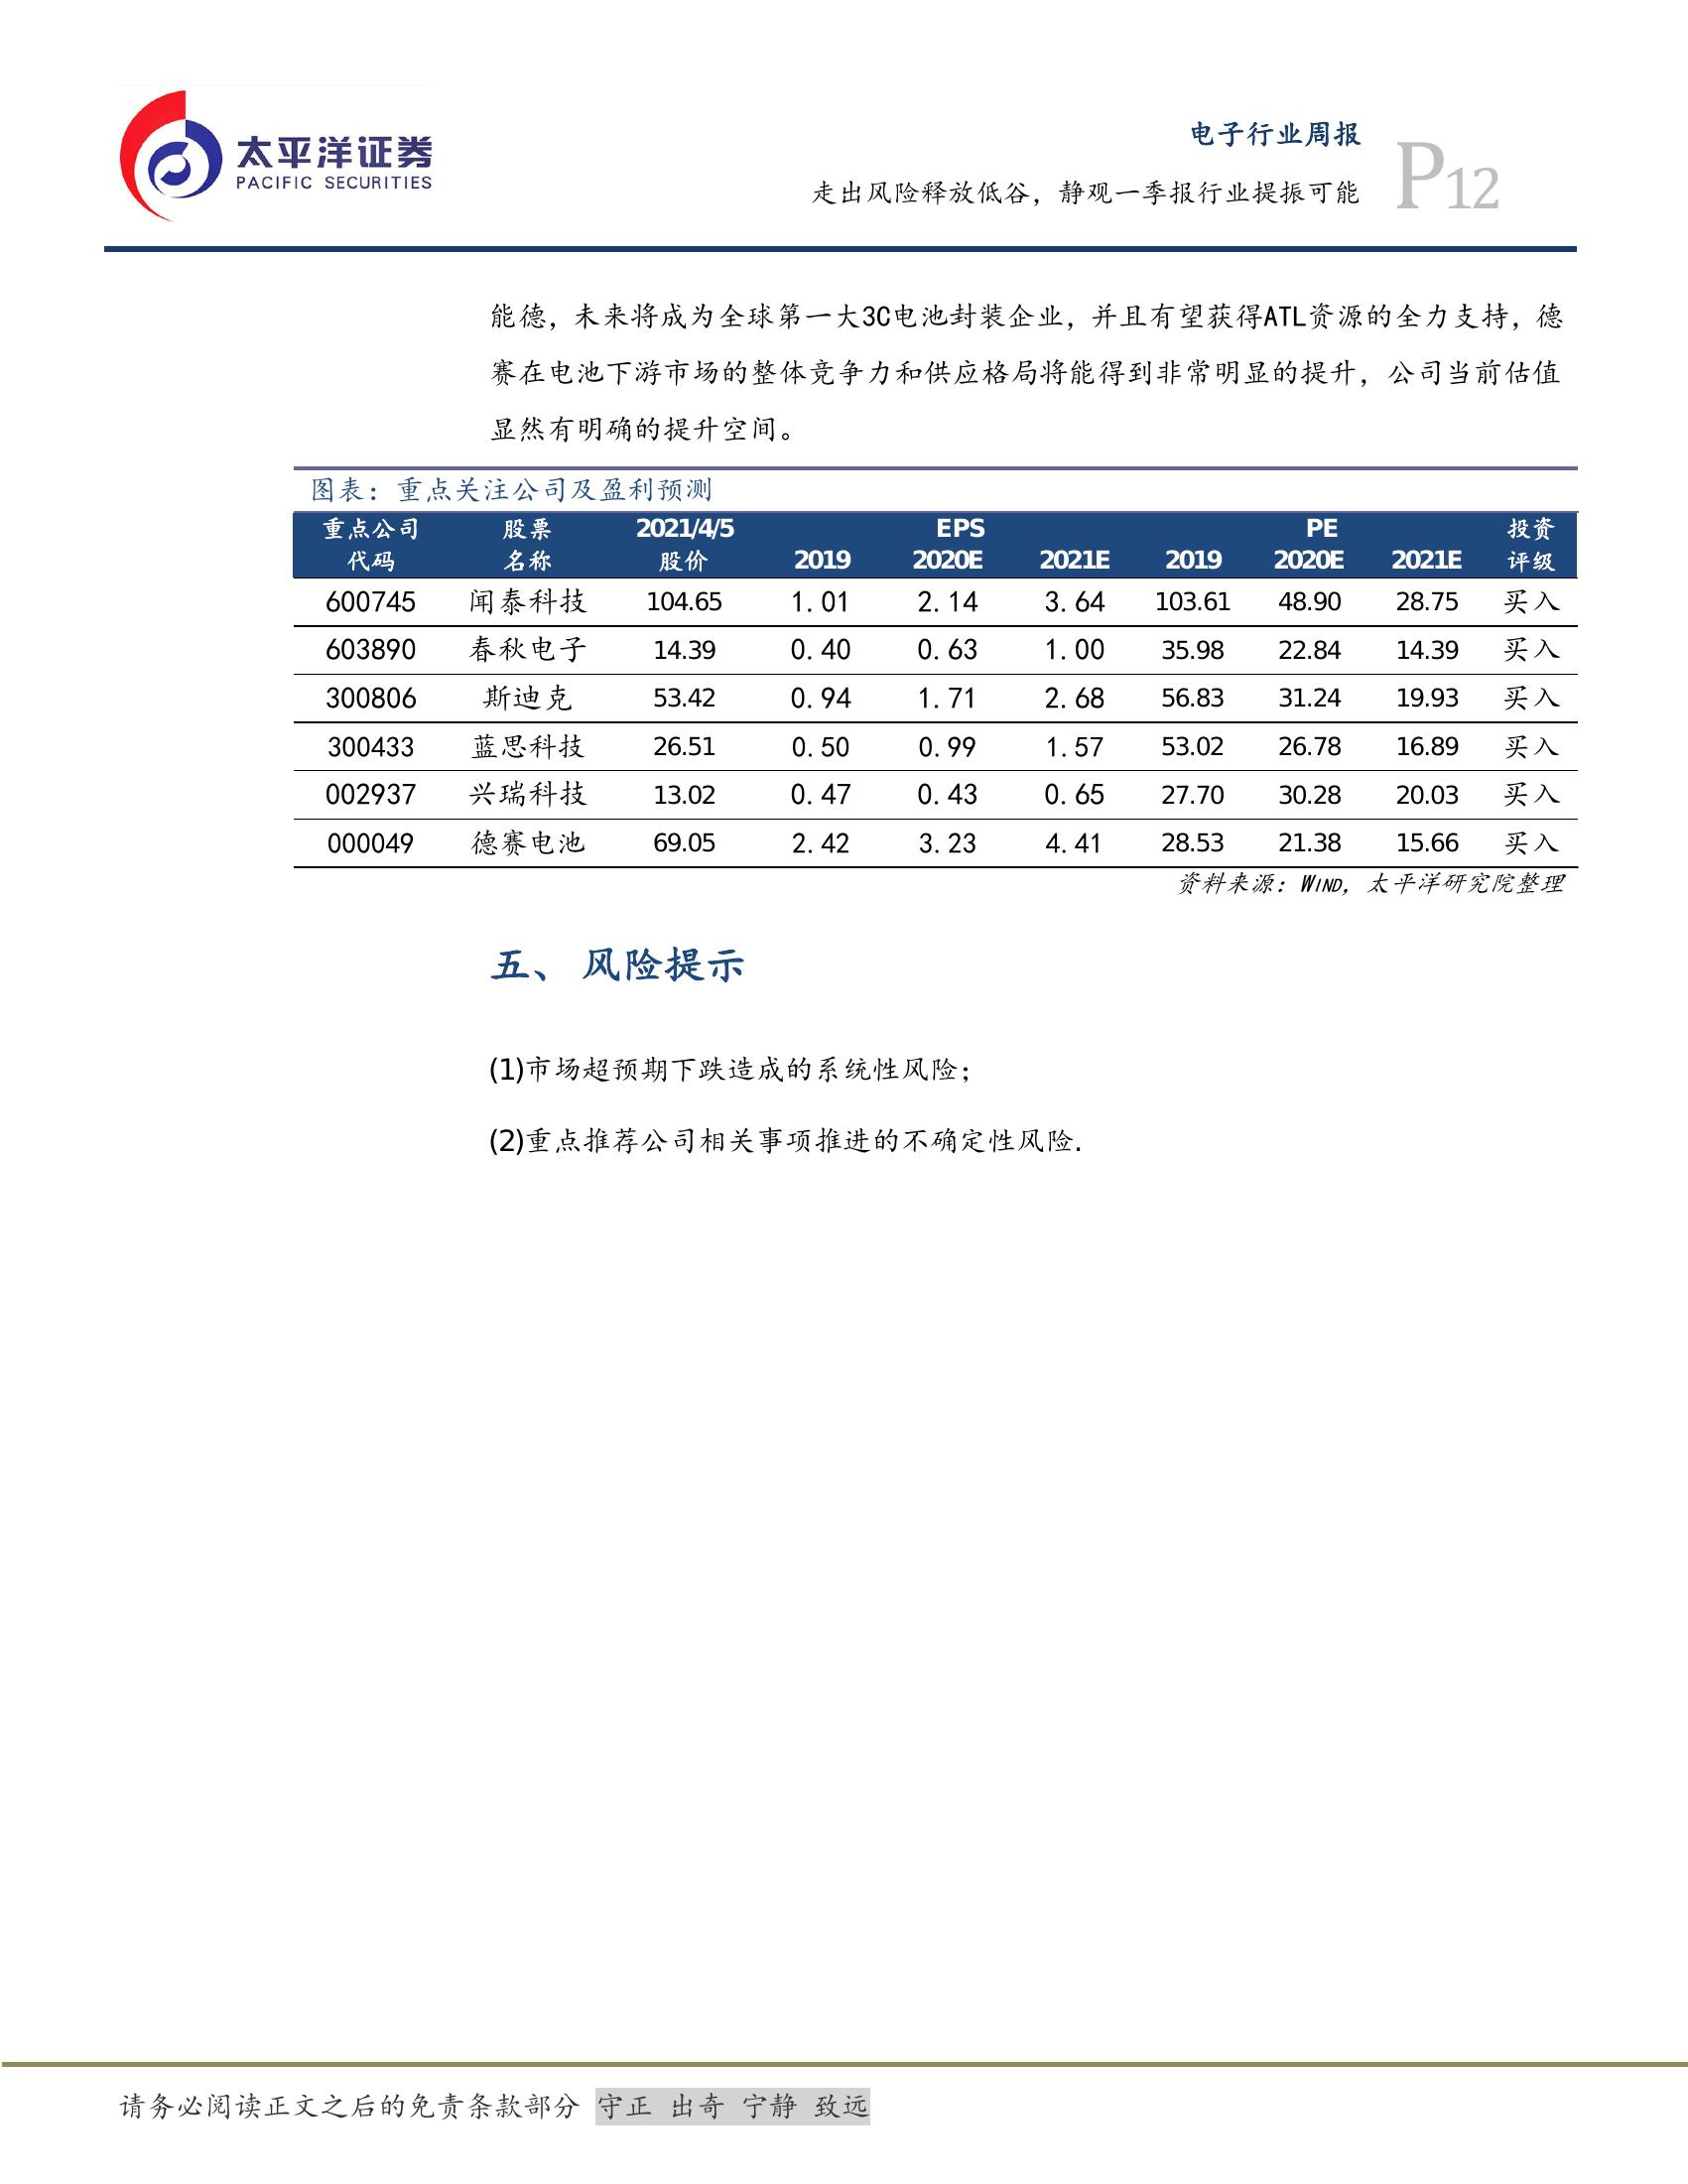 太平洋证券
PACIFIC SECURITIES
电子行业周报
走出风险释放低谷，静观一季报行业提振可能
P12
能德，未来将成为全球第一大3C电池封装企业，并且有望获得ATL资源的全力支持，德
赛在电池下游市场的整体竞争力和供应格局将能得到非常明显的提升，公司当前估值
显然有明确的提升空间。
图表：重点关注公司及盈利预测
重点公司 股票 2021/4/5 EPS PE 投资
代码 名称 股价 2019 2020E 2021E 2019 2020E 2021E 评级
600745 闻泰科技 104.65 1.01 2.14 3.64 103.61 48.90 28.75 买入
603890 春秋电子 14.39 0.40 0.63 1.00 35.98 22.84 14.39 买入
300806 斯迪克 53.42 0.94 1.71 2.68 56.83 31.24 19.93 买入
300433 蓝思科技 26.51 0.50 0.99 1.57 53.02 26.78 16.89 买入
002937 兴瑞科技 13.02 0.47 0.43 0.65 27.70 30.28 20.03 买入
000049 德赛电池 69.05 2.42 3.23 4.41 28.53 21.38 15.66 买入
资料来源：WIND，太平洋研究院整理
五、 风险提示
(1)市场超预期下跌造成的系统性风险；
(2)重点推荐公司相关事项推进的不确定性风险.
请务必阅读正文之后的免责条款部分 守正 出奇 宁静 致远